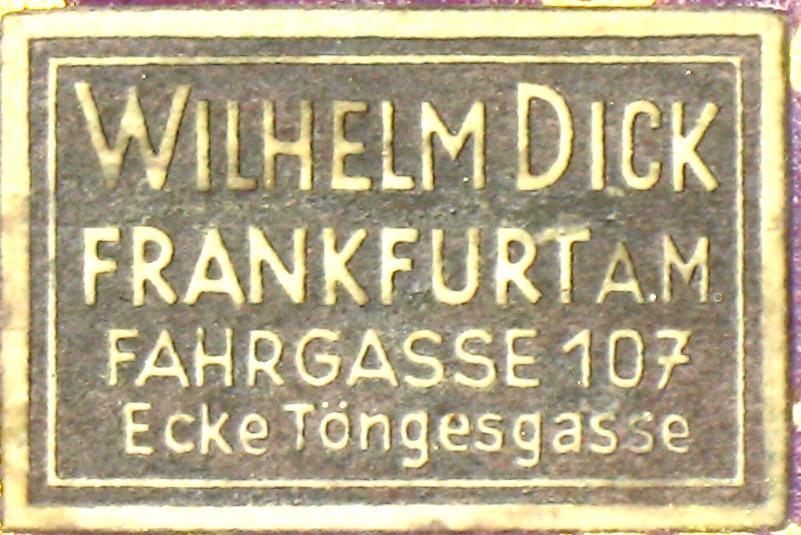 WILHELM DICK
FRANKFURT A.M.
FAHRGASSE 107
Ecke Töngesgasse